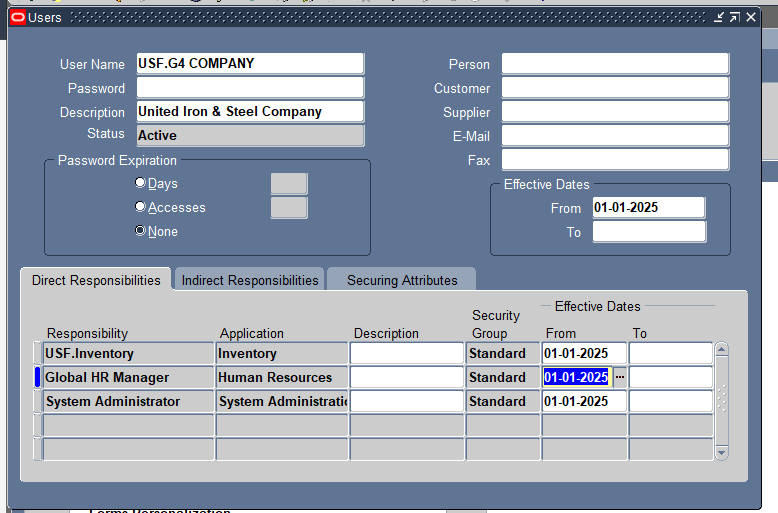 Users
User Name USF.G4 COMPANY
Password
Description United Iron & Steel Company
Status Active
Person
Customer
Supplier
E-Mail
Fax
Password Expiration
Days
Accesses
None
Effective Dates
From 01-01-2025
To
Direct Responsibilities Indirect Responsibilities Securing Attributes
Effective Dates
Responsibility Application Description Security Group From To
USF.Inventory Inventory Standard 01-01-2025
Global HR Manager Human Resources Standard 01-01-2025 ...
System Administrator System Administratio Standard 01-01-2025
Forms Personalization